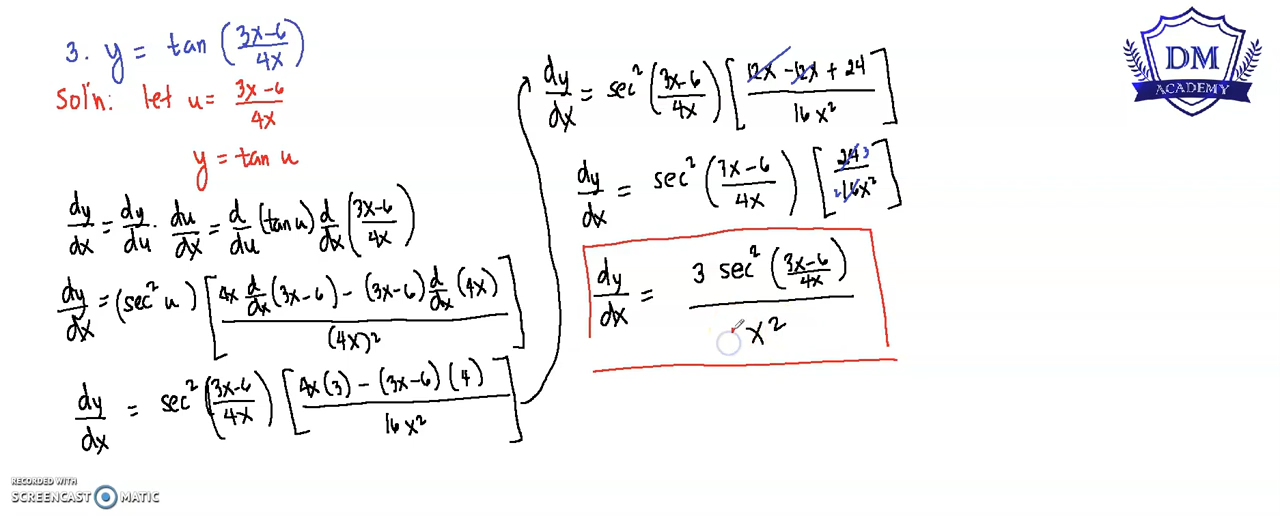 3. y = tan (3x-6/4x)
Sol'n: let u = 3x-6/4x
y = tan u
dy/dx = dy/du · du/dx = d/du (tan u) d/dx (3x-6/4x)
dy/dx = (sec² u) [4x d/dx (3x-6) - (3x-6) d/dx (4x) / (4x)²]
dy/dx = sec² (3x-6/4x) [4x(3) - (3x-6)(4) / 16x²]
dy/dx = sec² (3x-6/4x) [12x - 12x + 24 / 16x²]
dy/dx = sec² (3x-6/4x) [24 3 / 2 16x²]
dy/dx = 3 sec² (3x-6/4x) / x²
DM
ACADEMY
RECORDED WITH
SCREENCAST MATIC